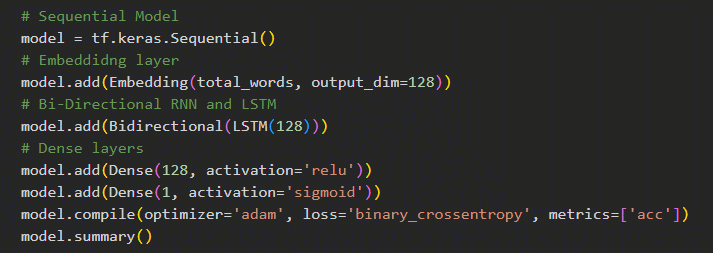 # Sequential Model
model = tf.keras.Sequential()
# Embeddidng layer
model.add(Embedding(total_words, output_dim=128))
# Bi-Directional RNN and LSTM
model.add(Bidirectional(LSTM(128)))
# Dense layers
model.add(Dense(128, activation='relu'))
model.add(Dense(1, activation='sigmoid'))
model.compile(optimizer='adam', loss='binary_crossentropy', metrics=['acc'])
model.summary()